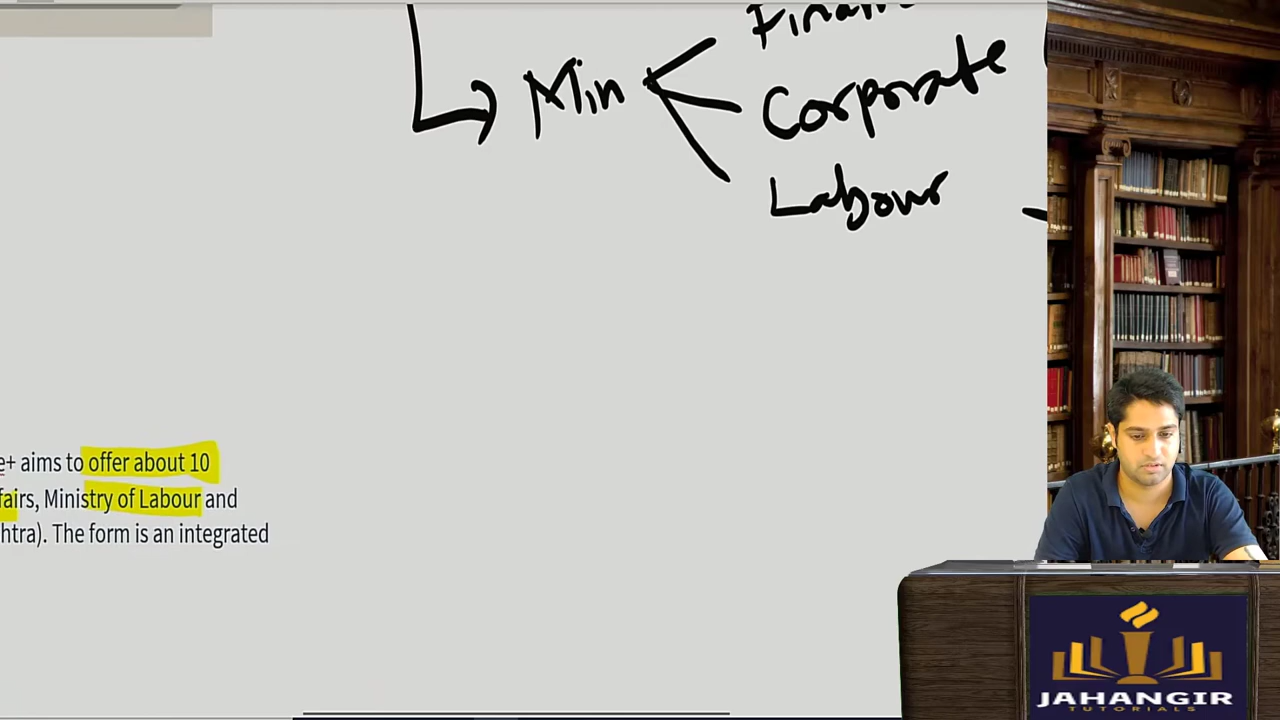 Min
Corporate
Labour
e+ aims to offer about 10
fairs, Ministry of Labour and
htra). The form is an integrated
JAHANGIR
TUTORIALS